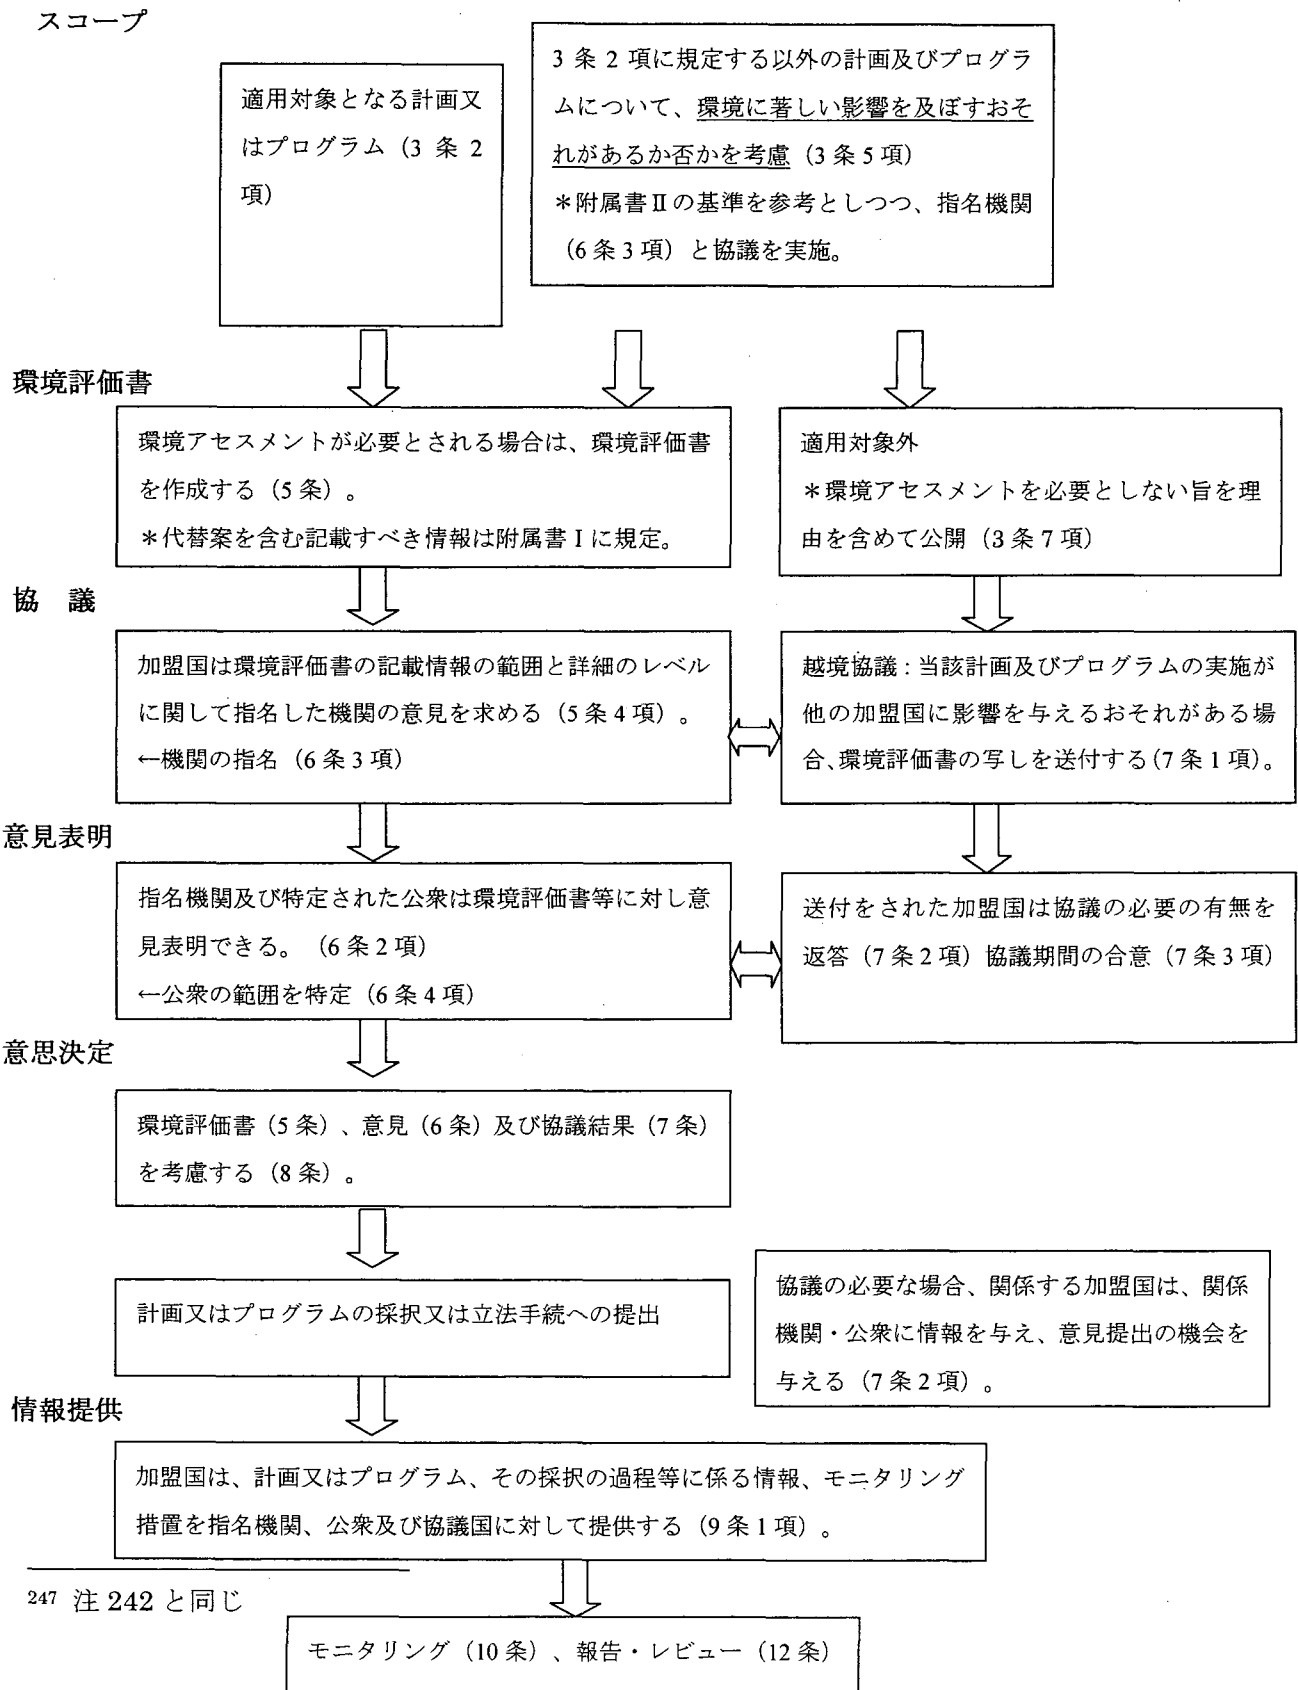 スコープ
適用対象となる計画又
はプログラム（3 条 2
項）
3 条 2 項に規定する以外の計画及びプログラ
ムについて、環境に著しい影響を及ぼすおそ
れがあるか否かを考慮（3 条 5 項）
＊附属書Ⅱの基準を参考としつつ、指名機関
（6 条 3 項）と協議を実施。
環境評価書
環境アセスメントが必要とされる場合は、環境評価書
を作成する（5 条）。
＊代替案を含む記載すべき情報は附属書Ⅰに規定。
適用対象外
＊環境アセスメントを必要としない旨を理
由を含めて公開（3 条 7 項）
協　議
加盟国は環境評価書の記載情報の範囲と詳細のレベル
に関して指名した機関の意見を求める（5 条 4 項）。
←機関の指名（6 条 3 項）
越境協議：当該計画及びプログラムの実施が
他の加盟国に影響を与えるおそれがある場
合、環境評価書の写しを送付する（7 条 1 項）。
意見表明
指名機関及び特定された公衆は環境評価書等に対し意
見表明できる。（6 条 2 項）
←公衆の範囲を特定（6 条 4 項）
送付をされた加盟国は協議の必要の有無を
返答（7 条 2 項）協議期間の合意（7 条 3 項）
意思決定
環境評価書（5 条）、意見（6 条）及び協議結果（7 条）
を考慮する（8 条）。
計画又はプログラムの採択又は立法手続への提出
協議の必要な場合、関係する加盟国は、関係
機関・公衆に情報を与え、意見提出の機会を
与える（7 条 2 項）。
情報提供
加盟国は、計画又はプログラム、その採択の過程等に係る情報、モニタリング
措置を指名機関、公衆及び協議国に対して提供する（9 条 1 項）。
247 注 242 と同じ
モニタリング（10 条）、報告・レビュー（12 条）